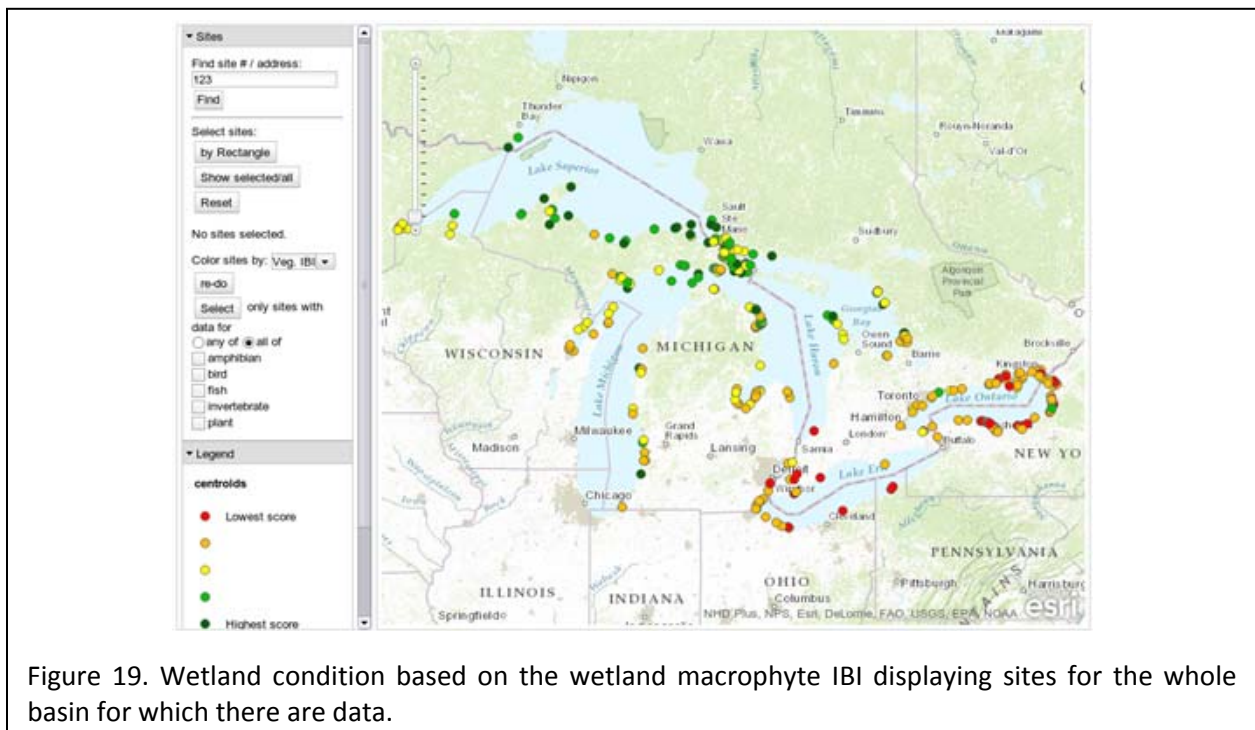 Sites
Find site # / address:
123
Find
Select sites:
by Rectangle
Show selected/all
Reset
No sites selected.
Color sites by: Veg. IBI
re-do
Select only sites with
data for
any of all of
amphibian
bird
fish
invertebrate
plant
Legend
centroids
Lowest score
Highest score
Nipigon
Thunder
Bay
Timmins
Rouyn-Noranda
Val-d'Or
Wawa
Lake Superior
Sault
Ste
Marie
Sudbury
Ottawa
Algonquin
Provincial
Park
Georgian
Bay
Owen
Sound
Barrie
Brockville
Kingston
WISCONSIN
MICHIGAN
Lake Huron
Lake Michigan
Toronto
Lake Ontario
Hamilton
Milwaukee
Madison
Grand
Rapids
Lansing
Sarnia
London
Buffalo
NEW YO
Detroit
Windsor
Lake Erie
Chicago
Cleveland
Rock
PENNSYLVANIA
ILLINOIS
INDIANA
OHIO
Pittsburgh
Harrisburg
Wabash
Springfield
Columbus
NHD Plus, NPS, Esri, DeLorme, FAO, USGS, EPA, NOAA
esri
Figure 19. Wetland condition based on the wetland macrophyte IBI displaying sites for the whole
basin for which there are data.